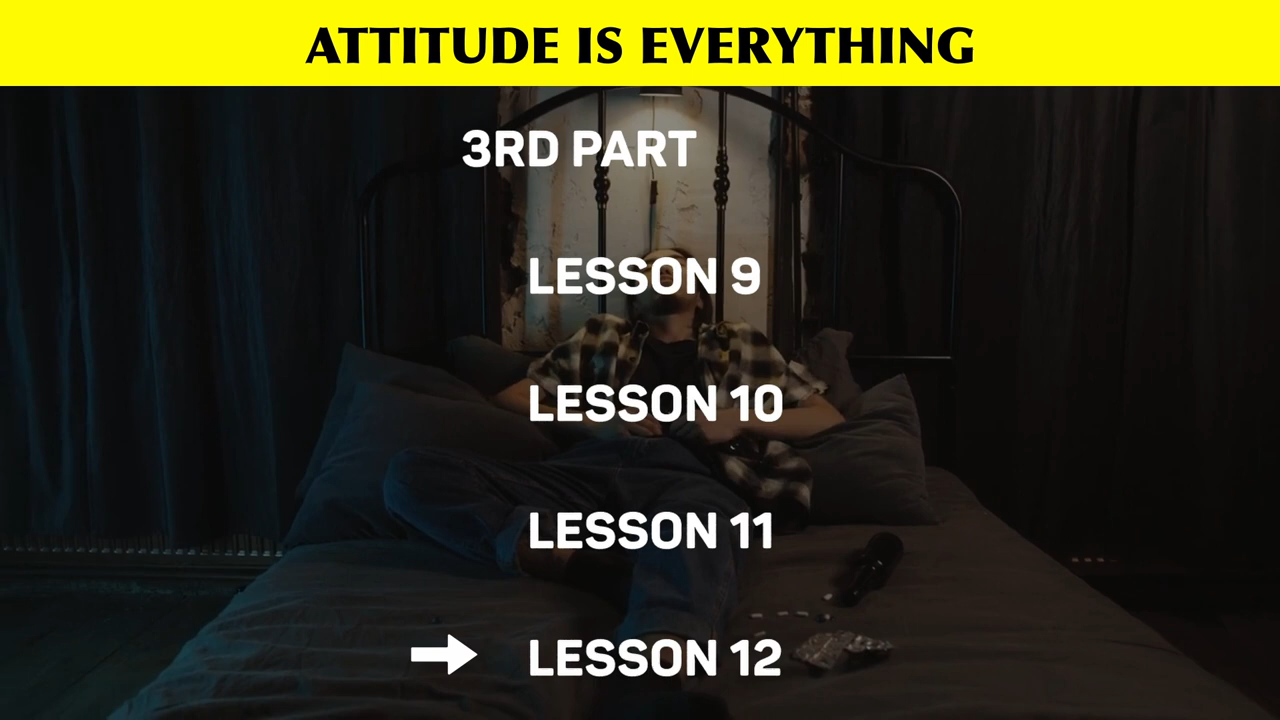 ATTITUDE IS EVERYTHING
3RD PART
LESSON 9
LESSON 10
LESSON 11
LESSON 12